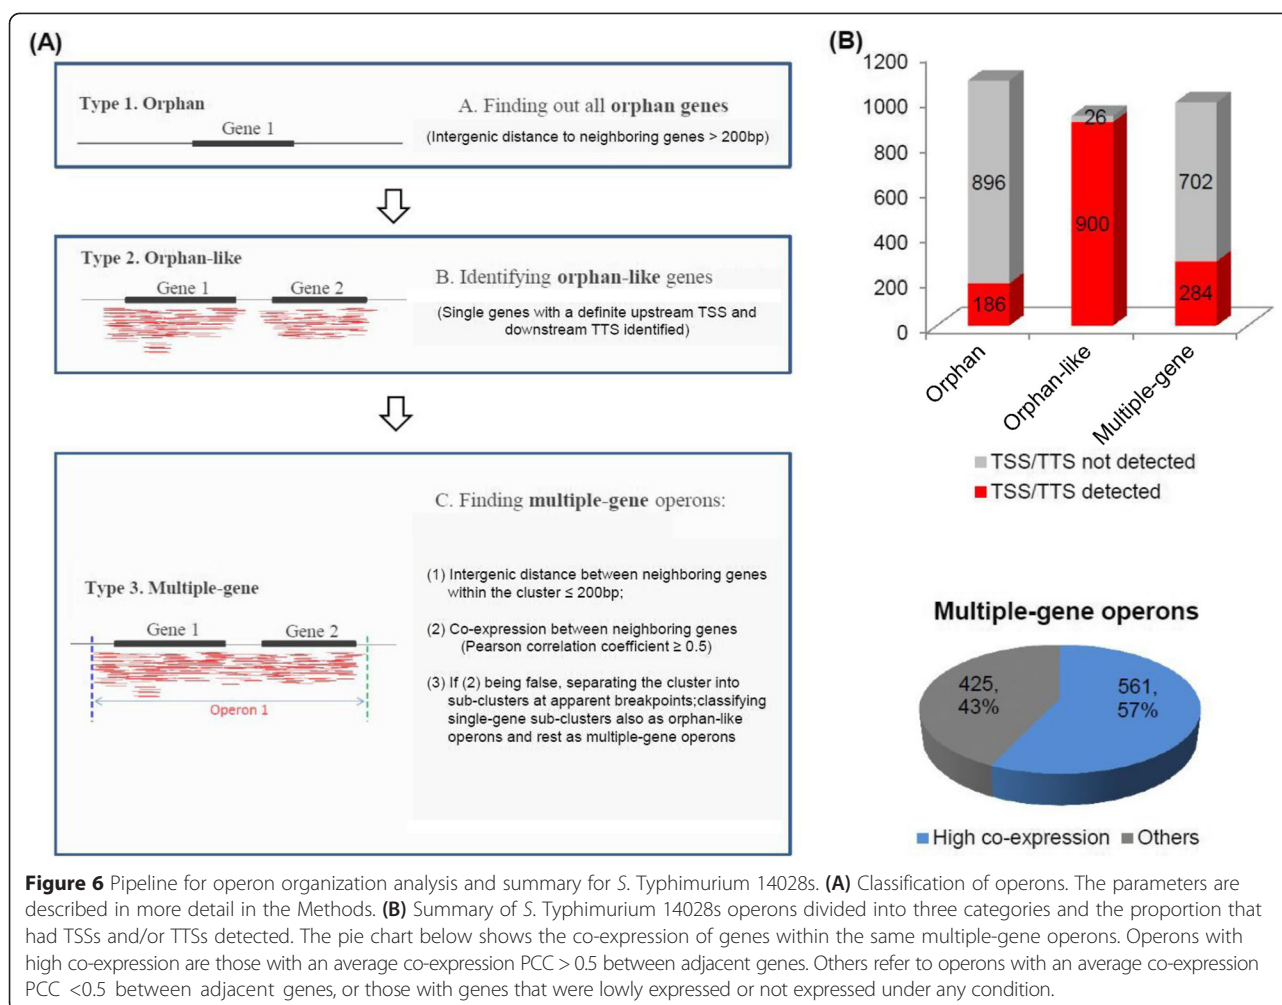 (A)
Type 1. Orphan
Gene 1
A. Finding out all orphan genes
(Intergenic distance to neighboring genes > 200bp)
Type 2. Orphan-like
Gene 1
Gene 2
B. Identifying orphan-like genes
(Single genes with a definite upstream TSS and
downstream TTS identified)
Type 3. Multiple-gene
Gene 1
Gene 2
Operon 1
C. Finding multiple-gene operons:
(1) Intergenic distance between neighboring genes
within the cluster ≤ 200bp;
(2) Co-expression between neighboring genes
(Pearson correlation coefficient ≥ 0.5)
(3) If (2) being false, separating the cluster into
sub-clusters at apparent breakpoints;classifying
single-gene sub-clusters also as orphan-like
operons and rest as multiple-gene operons
(B)
1200
1000
800
600
400
200
0
896
186
26
900
702
284
Orphan
Orphan-like
Multiple-gene
TSS/TTS not detected
TSS/TTS detected
Multiple-gene operons
425,
43%
561,
57%
High co-expression
Others
Figure 6 Pipeline for operon organization analysis and summary for S. Typhimurium 14028s. (A) Classification of operons. The parameters are
described in more detail in the Methods. (B) Summary of S. Typhimurium 14028s operons divided into three categories and the proportion that
had TSSs and/or TTSs detected. The pie chart below shows the co-expression of genes within the same multiple-gene operons. Operons with
high co-expression are those with an average co-expression PCC > 0.5 between adjacent genes. Others refer to operons with an average co-expression
PCC <0.5 between adjacent genes, or those with genes that were lowly expressed or not expressed under any condition.